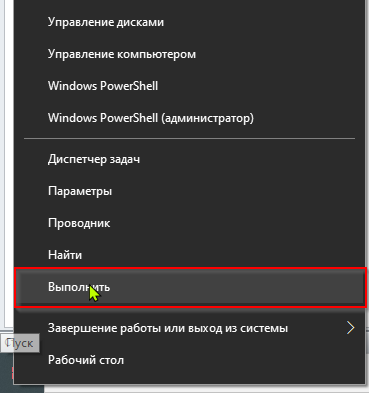 Управление дисками
Управление компьютером
Windows PowerShell
Windows PowerShell (администратор)
Диспетчер задач
Параметры
Проводник
Найти
Выполнить
Завершение работы или выход из системы
Пуск
Рабочий стол